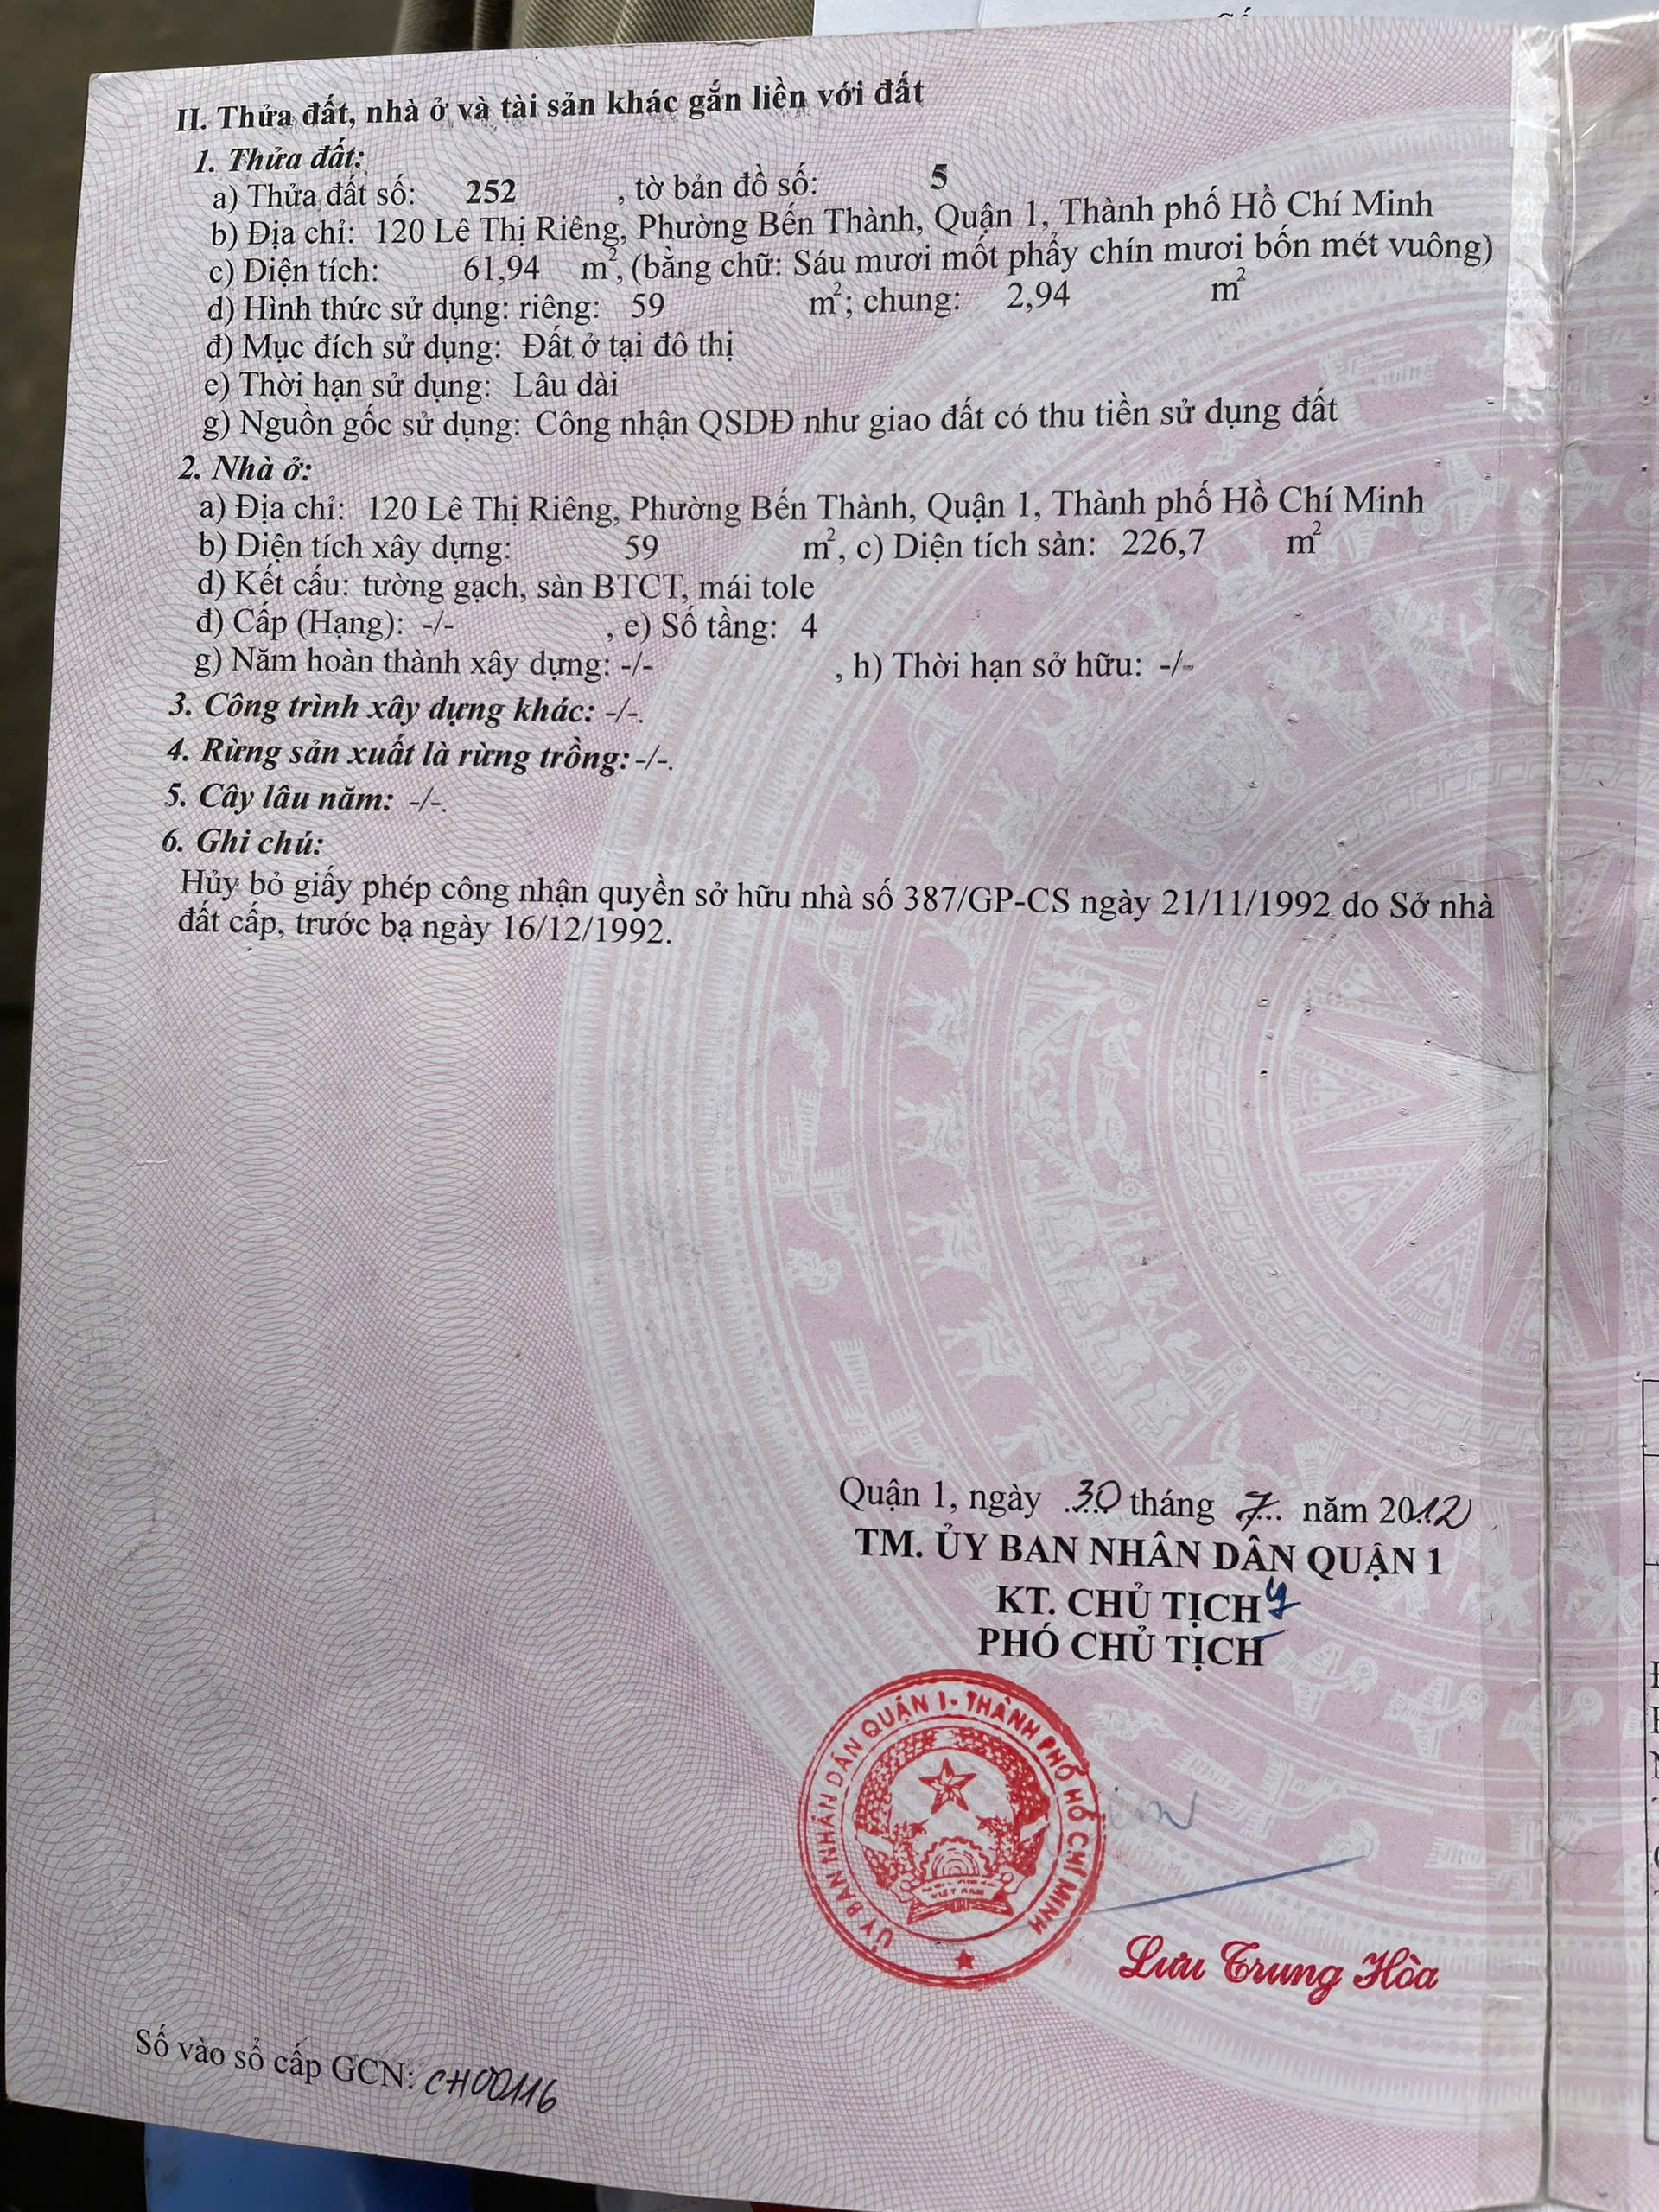 II. Thửa đất, nhà ở và tài sản khác gắn liền với đất
1. Thửa đất:
a) Thửa đất số: 252 , tờ bản đồ số: 5
b) Địa chỉ: 120 Lê Thị Riêng, Phường Bến Thành, Quận 1, Thành phố Hồ Chí Minh
c) Diện tích: 61,94 m², (bằng chữ: Sáu mươi mốt phẩy chín mươi bốn mét vuông)
d) Hình thức sử dụng: riêng: 59 m²; chung: 2,94 m²
đ) Mục đích sử dụng: Đất ở tại đô thị
e) Thời hạn sử dụng: Lâu dài
g) Nguồn gốc sử dụng: Công nhận QSDĐ như giao đất có thu tiền sử dụng đất
2. Nhà ở:
a) Địa chỉ: 120 Lê Thị Riêng, Phường Bến Thành, Quận 1, Thành phố Hồ Chí Minh
b) Diện tích xây dựng: 59 m², c) Diện tích sàn: 226,7 m²
d) Kết cấu: tường gạch, sàn BTCT, mái tole
đ) Cấp (Hạng): -/- , e) Số tầng: 4
g) Năm hoàn thành xây dựng: -/- , h) Thời hạn sở hữu: -/-
3. Công trình xây dựng khác: -/-.
4. Rừng sản xuất là rừng trồng: -/-.
5. Cây lâu năm: -/-.
6. Ghi chú:
Hủy bỏ giấy phép công nhận quyền sở hữu nhà số 387/GP-CS ngày 21/11/1992 do Sở nhà
đất cấp, trước bạ ngày 16/12/1992.
Quận 1, ngày 30 tháng 7 năm 2012
TM. ỦY BAN NHÂN DÂN QUẬN 1
KT. CHỦ TỊCH
PHÓ CHỦ TỊCH
ỦY BAN NHÂN DÂN QUẬN 1 - THÀNH PHỐ HỒ CHÍ MINH
VIỆT NAM
Lưu Trung Hòa
Số vào sổ cấp GCN: CH00116